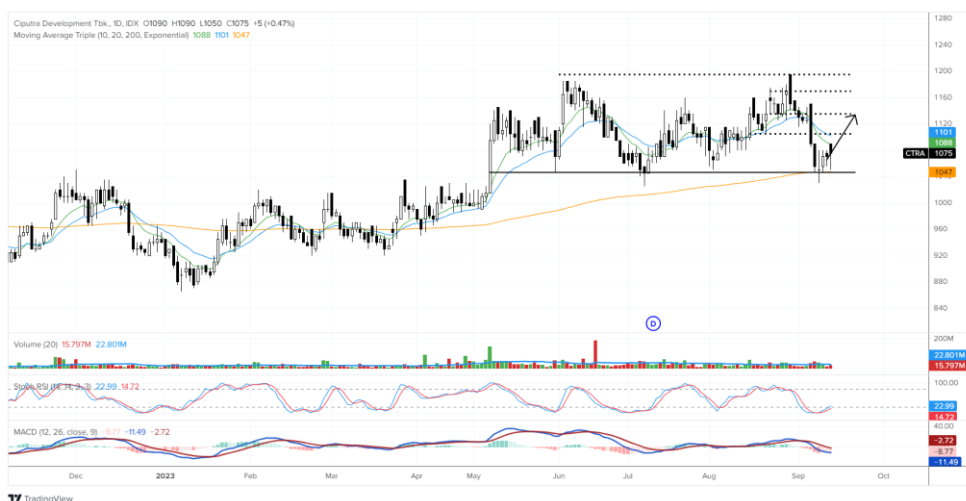 Ciputra Development Tbk., 1D, IDX O1090 H1090 L1050 C1075 +5 (+0.47%)
Moving Average Triple (10, 20, 200, Exponential) 1088 1101 1047
1280
1240
1200
1160
1120
1101
1088
CTRA 1075
1047
1000
960
920
880
840
D
Volume (20) 15.797M 22.801M
200M
22.801M
15.797M
Stoch RSI (14, 14, 3, 3) 22.99 14.72
100.00
22.99
14.72
MACD (12, 26, close, 9) -8.77 -11.49 -2.72
40.00
-2.72
-8.77
-11.49
Dec 2023 Feb Mar Apr May Jun Jul Aug Sep Oct
TradingView